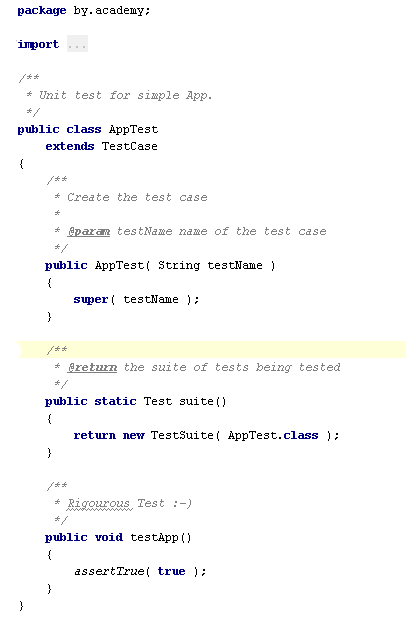 package by.academy;
import ...
/**
* Unit test for simple App.
*/
public class AppTest
extends TestCase
{
/**
* Create the test case
*
* @param testName name of the test case
*/
public AppTest( String testName )
{
super( testName );
}
/**
* @return the suite of tests being tested
*/
public static Test suite()
{
return new TestSuite( AppTest.class );
}
/**
* Rigourous Test :-)
*/
public void testApp()
{
assertTrue( true );
}
}